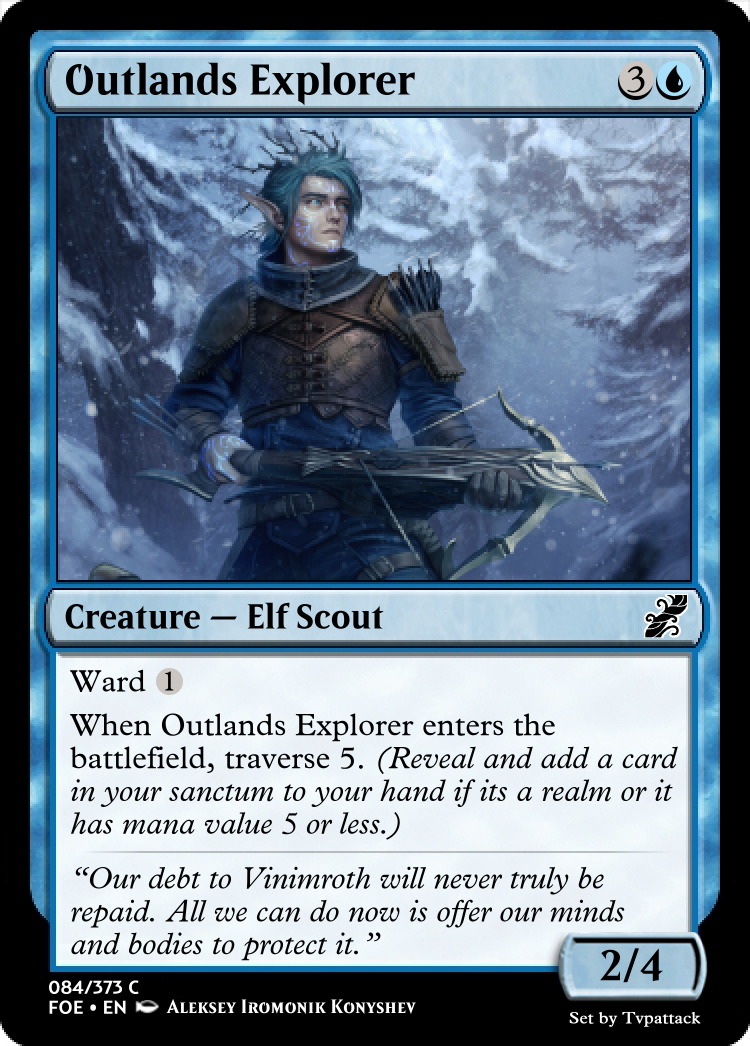 Outlands Explorer 3
Creature — Elf Scout
Ward 1
When Outlands Explorer enters the
battlefield, traverse 5. (Reveal and add a card
in your sanctum to your hand if its a realm or it
has mana value 5 or less.)
“Our debt to Vinimroth will never truly be
repaid. All we can do now is offer our minds
and bodies to protect it.”
2/4
084/373 C
FOE • EN Aleksey Iromonik Konyshev
Set by Tvpattack